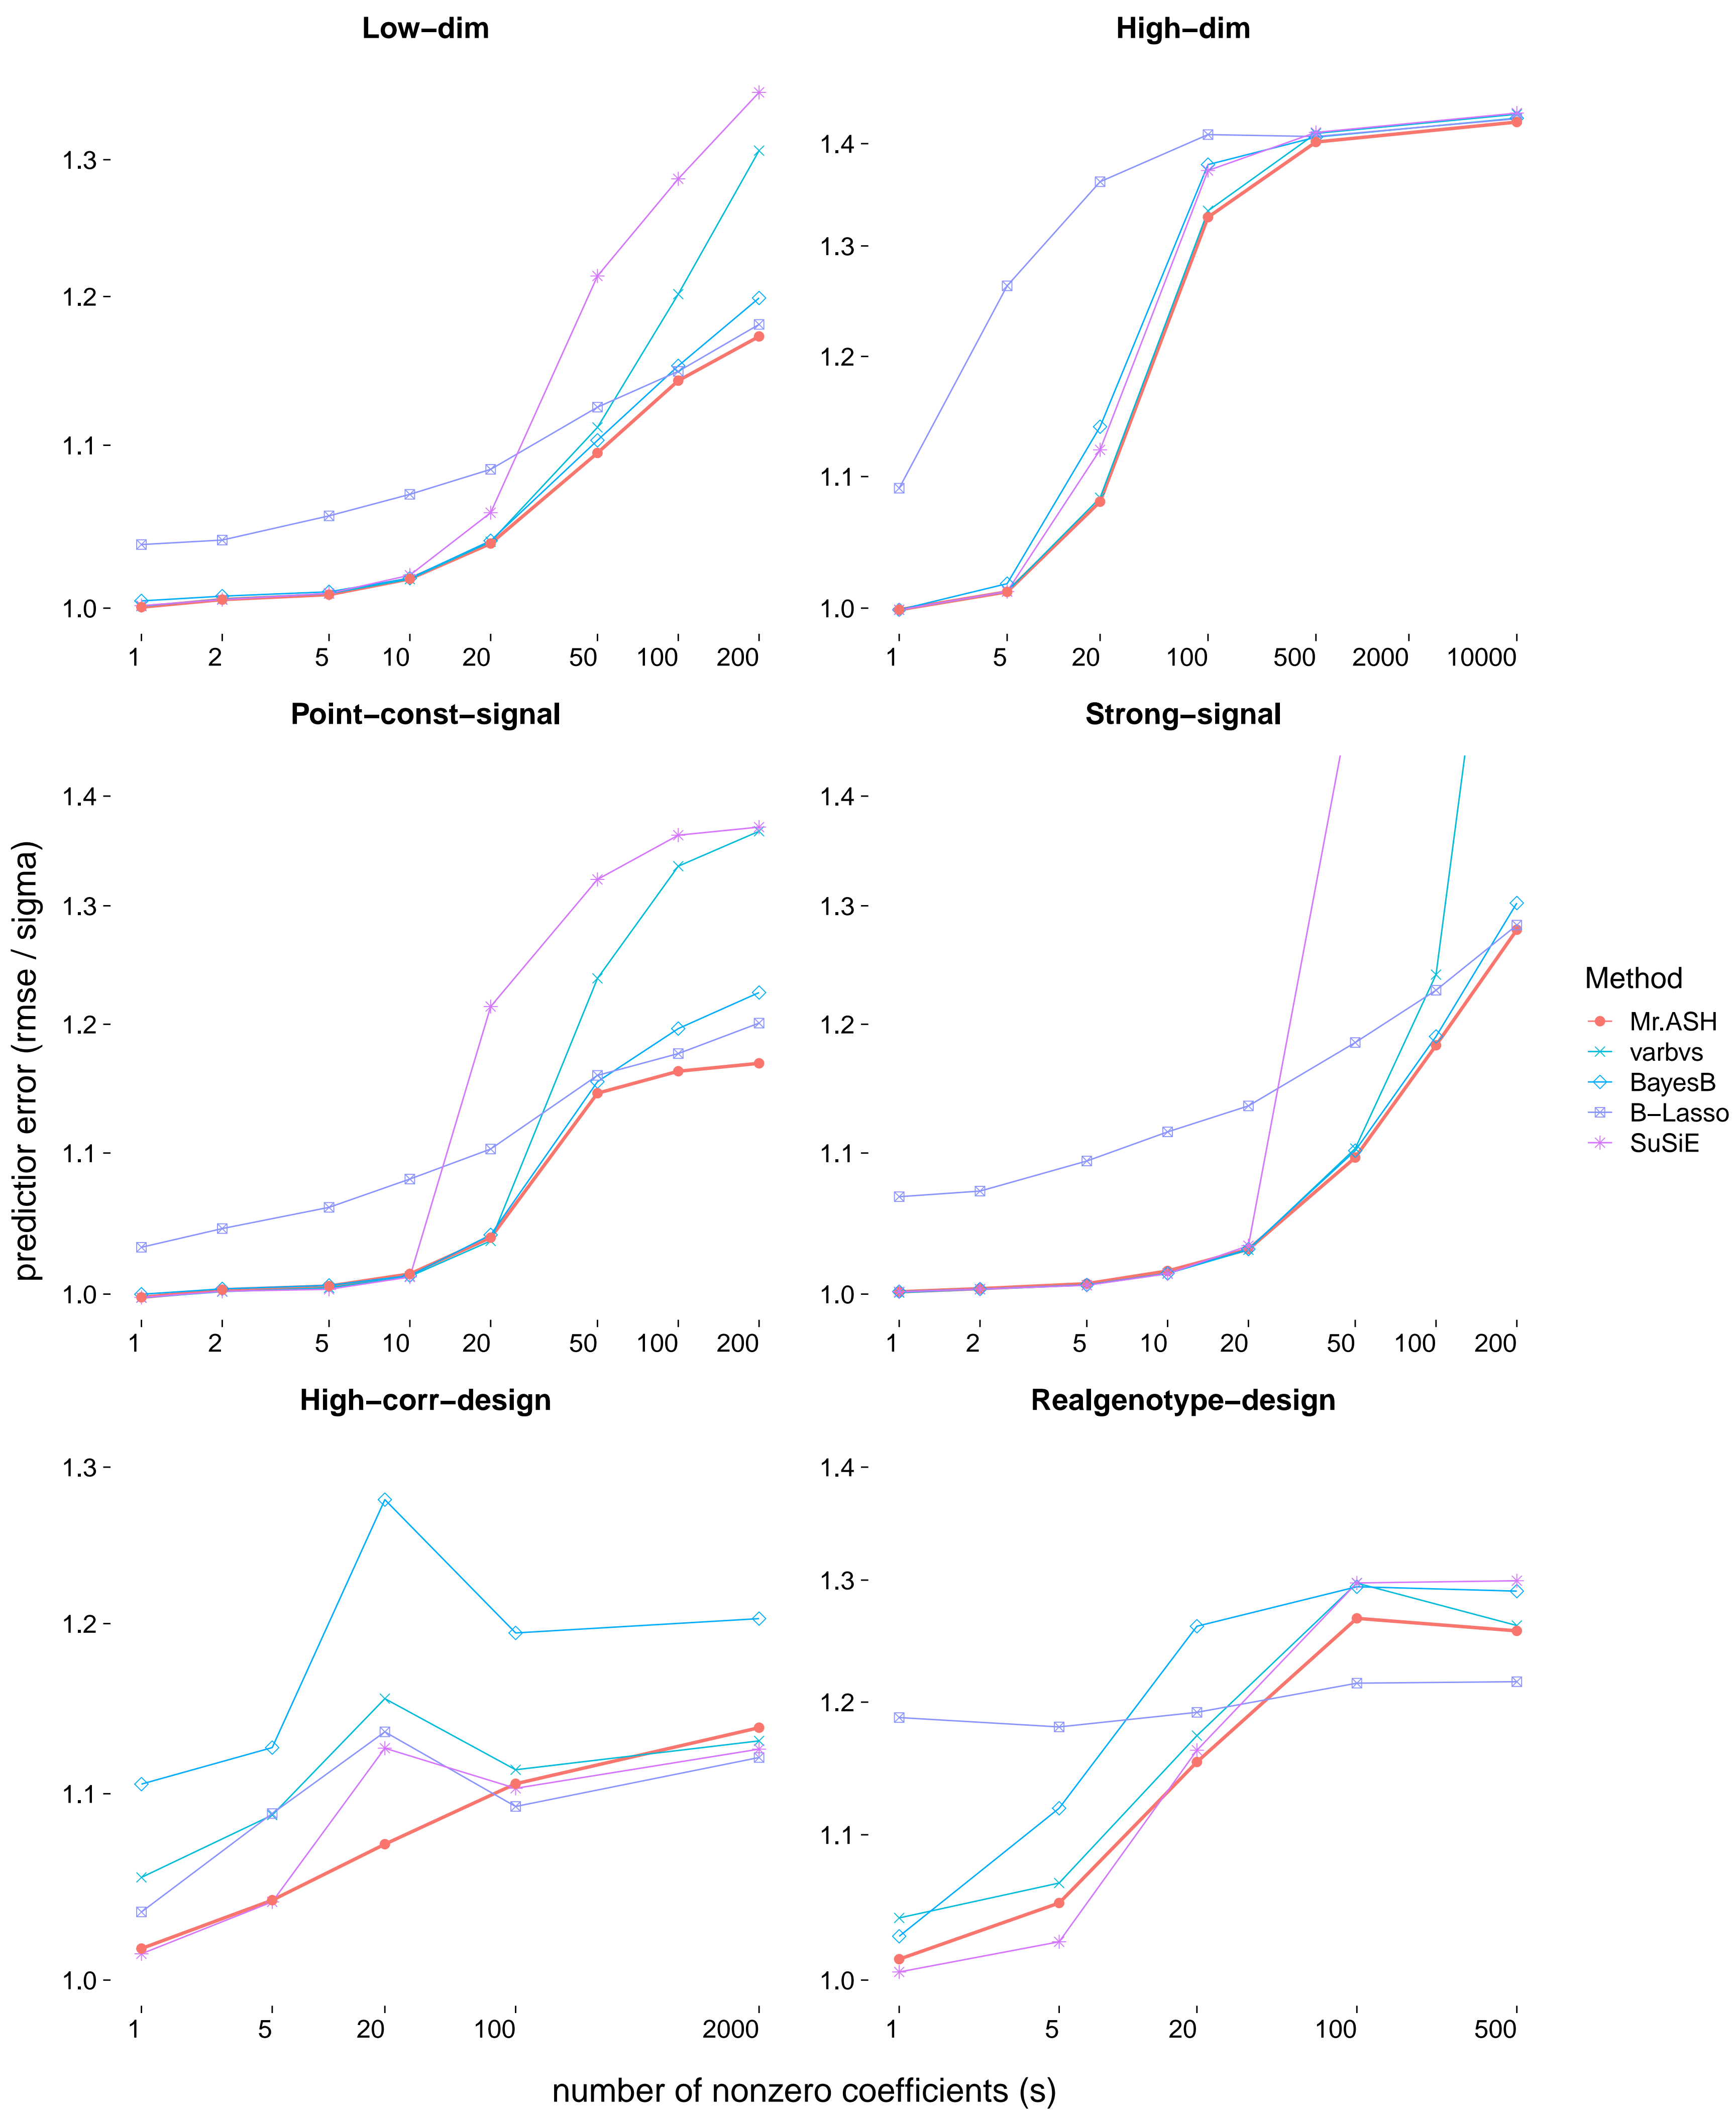 Low–dim
High–dim
1.3
1.2
1.1
1.0
1.4
1.3
1.2
1.1
1.0
1 2 5 10 20 50 100 200
1 5 20 100 500 2000 10000
Point–const–signal
Strong–signal
1.4
1.3
1.2
1.1
1.0
1.4
1.3
1.2
1.1
1.0
1 2 5 10 20 50 100 200
1 2 5 10 20 50 100 200
High–corr–design
Realgenotype–design
1.3
1.2
1.1
1.0
1.4
1.3
1.2
1.1
1.0
1 5 20 100 2000
1 5 20 100 500
predictior error (rmse / sigma)
number of nonzero coefficients (s)
Method
Mr.ASH
varbvs
BayesB
B–Lasso
SuSiE